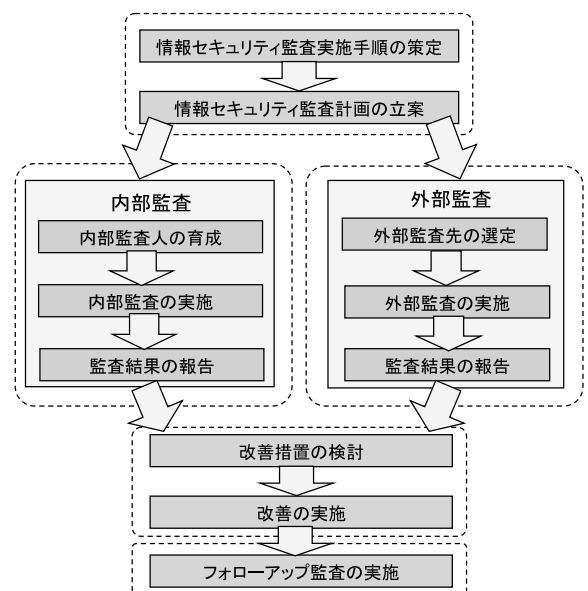 情報セキュリティ監査実施手順の策定
情報セキュリティ監査計画の立案
内部監査
内部監査人の育成
内部監査の実施
監査結果の報告
外部監査
外部監査先の選定
外部監査の実施
監査結果の報告
改善措置の検討
改善の実施
フォローアップ監査の実施